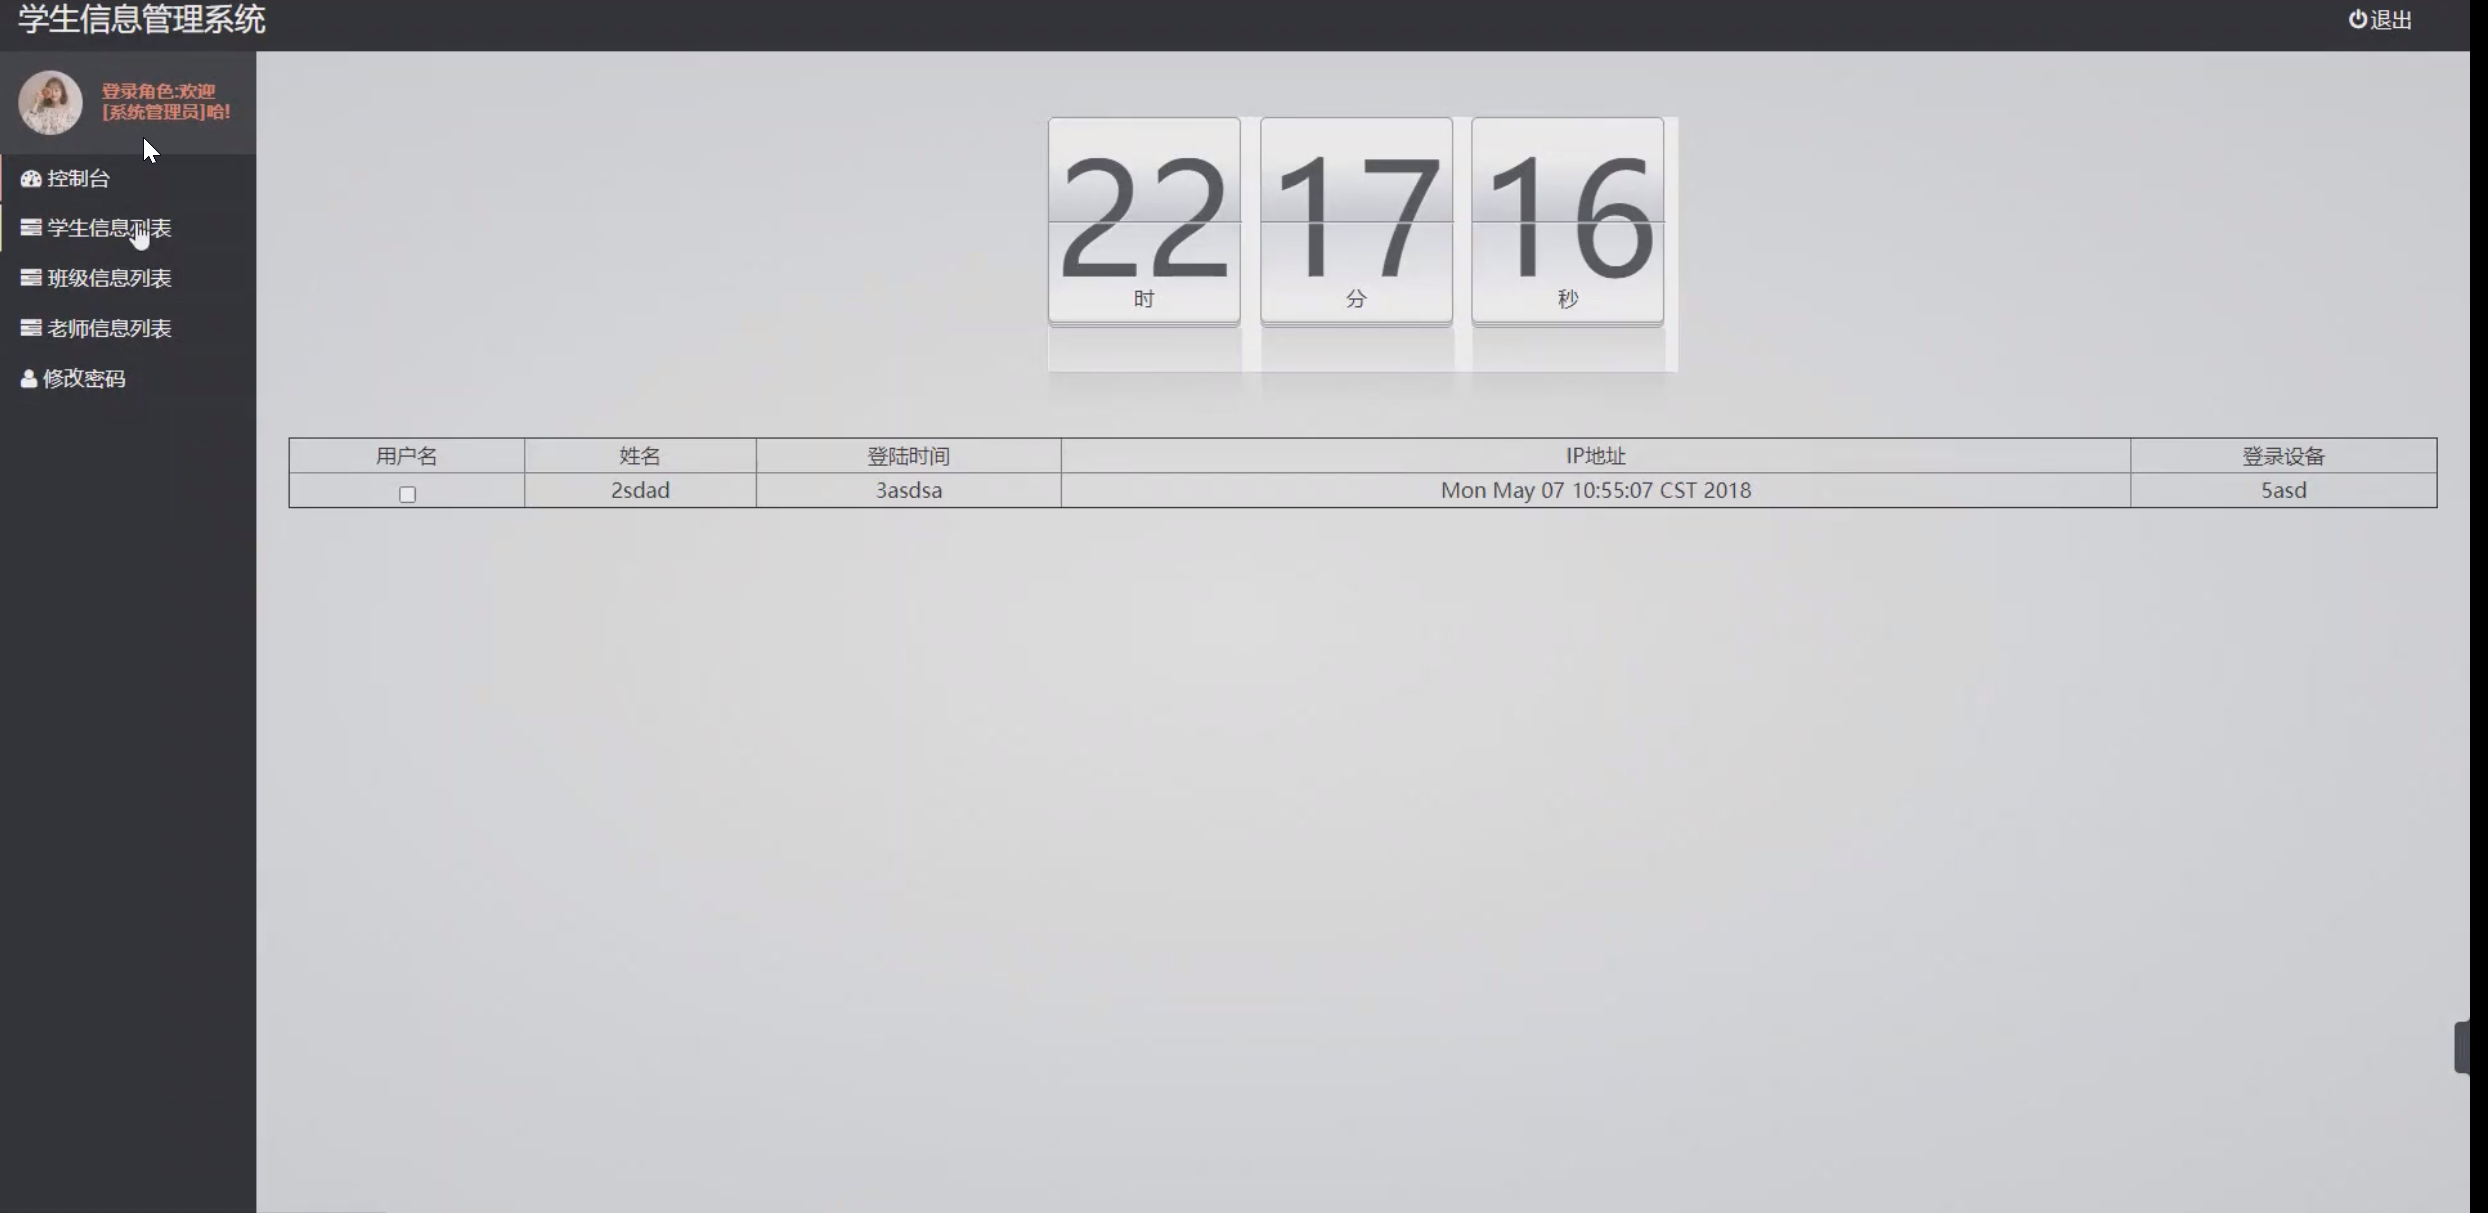 学生信息管理系统
退出
登录角色:欢迎
[系统管理员]哈!
控制台
学生信息列表
班级信息列表
老师信息列表
修改密码
22 17 16
时 分 秒
用户名 姓名 登陆时间 IP地址 登录设备
2sdad 3asdsa Mon May 07 10:55:07 CST 2018 5asd